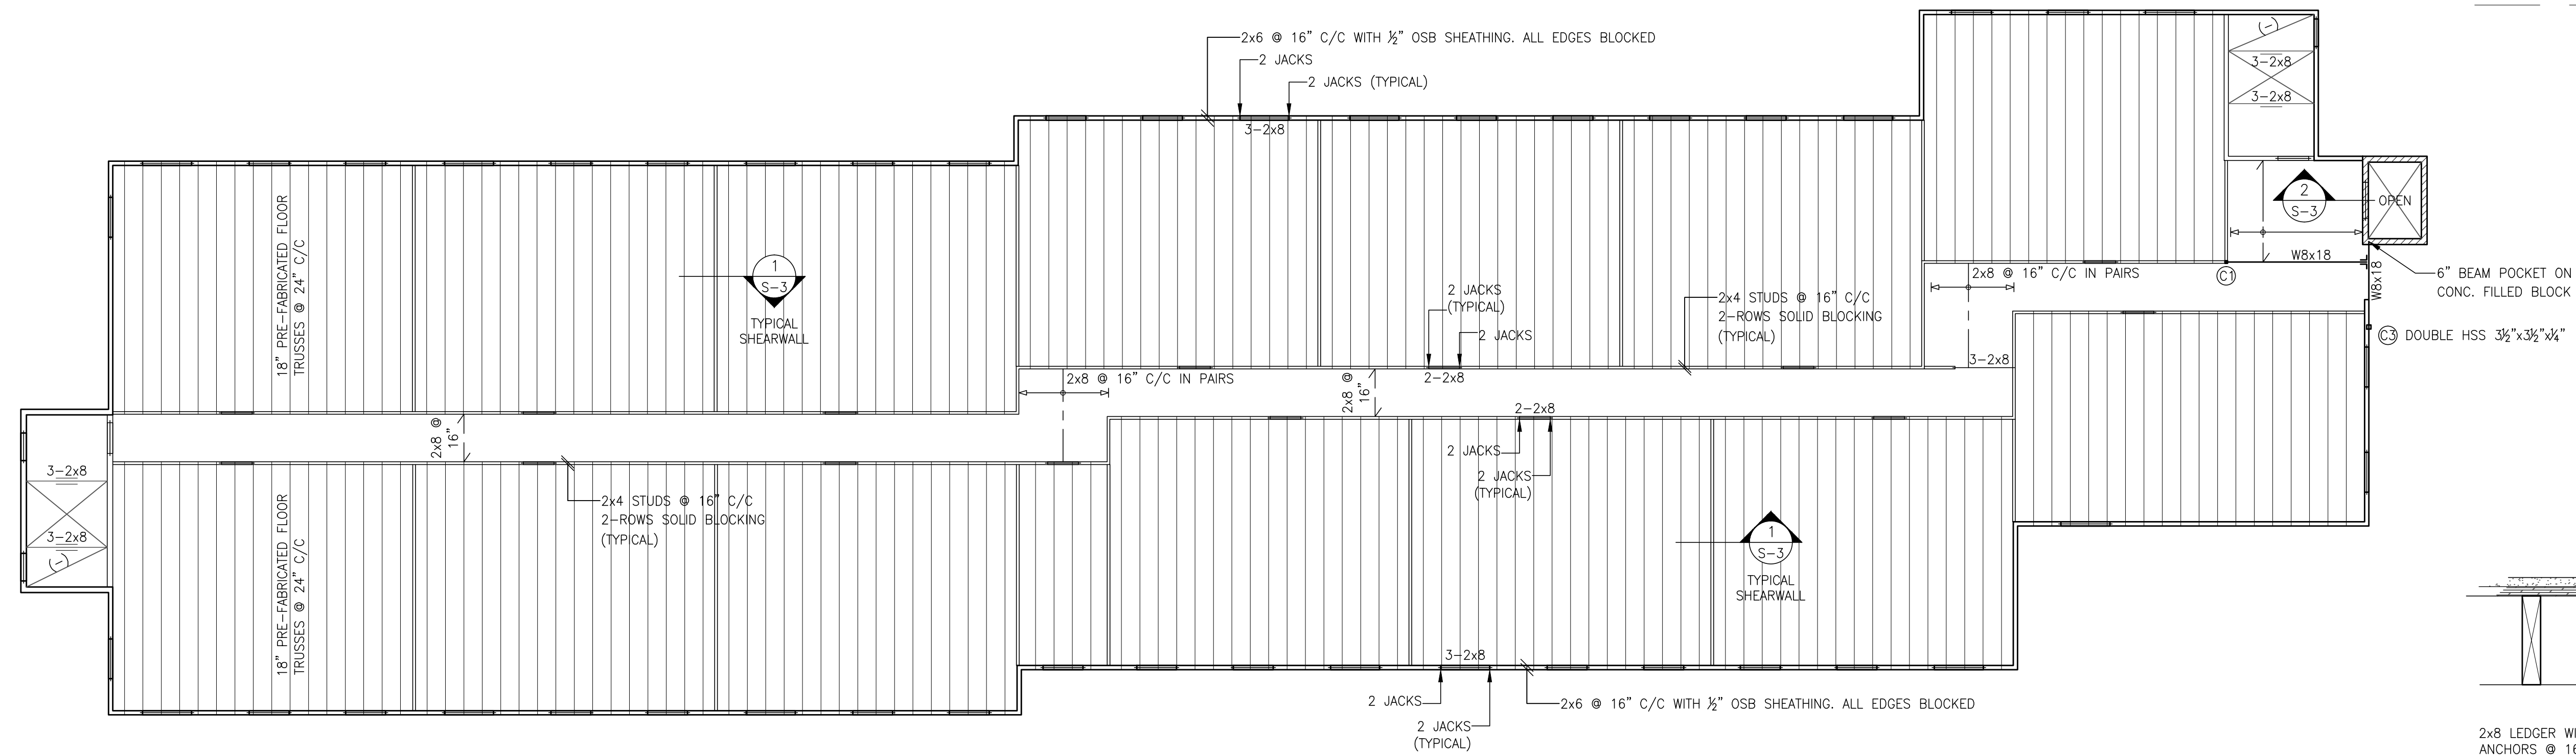 2x6 @ 16" C/C WITH ½" OSB SHEATHING. ALL EDGES BLOCKED
2 JACKS
2 JACKS (TYPICAL)
3-2x8
(-)
3-2x8
3-2x8
2
S-3
OPEN
W8x18
W8x18
C1
6" BEAM POCKET ON
CONC. FILLED BLOCK
C3 DOUBLE HSS 3½"x3½"x¼"
2x8 @ 16" C/C IN PAIRS
3-2x8
18" PRE-FABRICATED FLOOR
TRUSSES @ 24" C/C
1
S-3
TYPICAL
SHEARWALL
2 JACKS
(TYPICAL)
2 JACKS
2-2x8
2x4 STUDS @ 16" C/C
2-ROWS SOLID BLOCKING
(TYPICAL)
2x8 @ 16" C/C IN PAIRS
2x8 @
16"
2x8 @
16"
2-2x8
2 JACKS
2 JACKS
(TYPICAL)
3-2x8
3-2x8
(-)
2x4 STUDS @ 16" C/C
2-ROWS SOLID BLOCKING
(TYPICAL)
18" PRE-FABRICATED FLOOR
TRUSSES @ 24" C/C
1
S-3
TYPICAL
SHEARWALL
3-2x8
2 JACKS
2 JACKS
(TYPICAL)
2x6 @ 16" C/C WITH ½" OSB SHEATHING. ALL EDGES BLOCKED
2x8 LEDGER
ANCHORS @